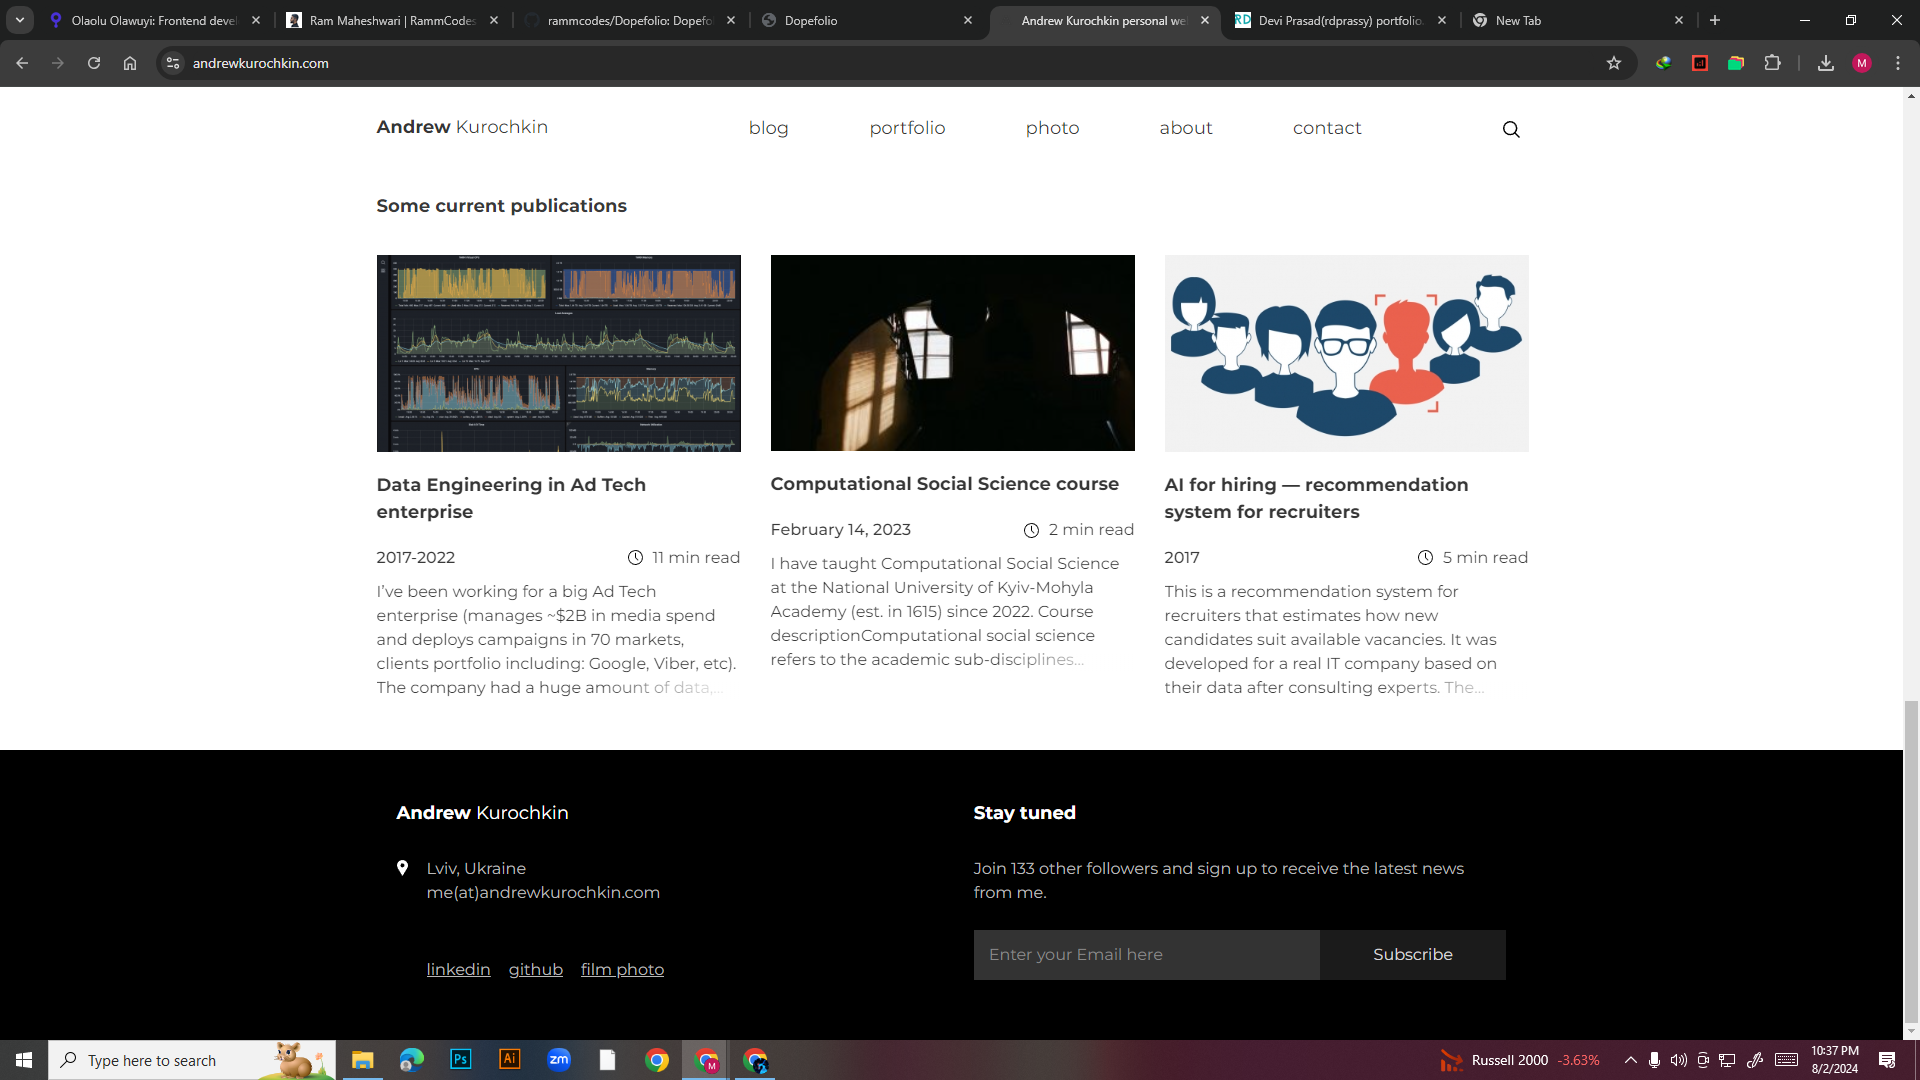 Olaolu Olawuyi: Frontend deve
Ram Maheshwari | RammCodes
rammcodes/Dopefolio: Dopefo
Dopefolio
Andrew Kurochkin personal we
Devi Prasad(rdprassy) portfolio
New Tab
andrewkurochkin.com
M
Andrew Kurochkin
blog
portfolio
photo
about
contact
Some current publications
Data Engineering in Ad Tech
enterprise
2017-2022
11 min read
I’ve been working for a big Ad Tech
enterprise (manages ~$2B in media spend
and deploys campaigns in 70 markets,
clients portfolio including: Google, Viber, etc).
The company had a huge amount of data,...
Computational Social Science course
February 14, 2023
2 min read
I have taught Computational Social Science
at the National University of Kyiv-Mohyla
Academy (est. in 1615) since 2022. Course
descriptionComputational social science
refers to the academic sub-disciplines...
AI for hiring — recommendation
system for recruiters
2017
5 min read
This is a recommendation system for
recruiters that estimates how new
candidates suit available vacancies. It was
developed for a real IT company based on
their data after consulting experts. The...
Andrew Kurochkin
Lviv, Ukraine
me(at)andrewkurochkin.com
linkedin
github
film photo
Stay tuned
Join 133 other followers and sign up to receive the latest news
from me.
Enter your Email here
Subscribe
Type here to search
Ps
Ai
zm
M
Russell 2000 -3.63%
10:37 PM
8/2/2024